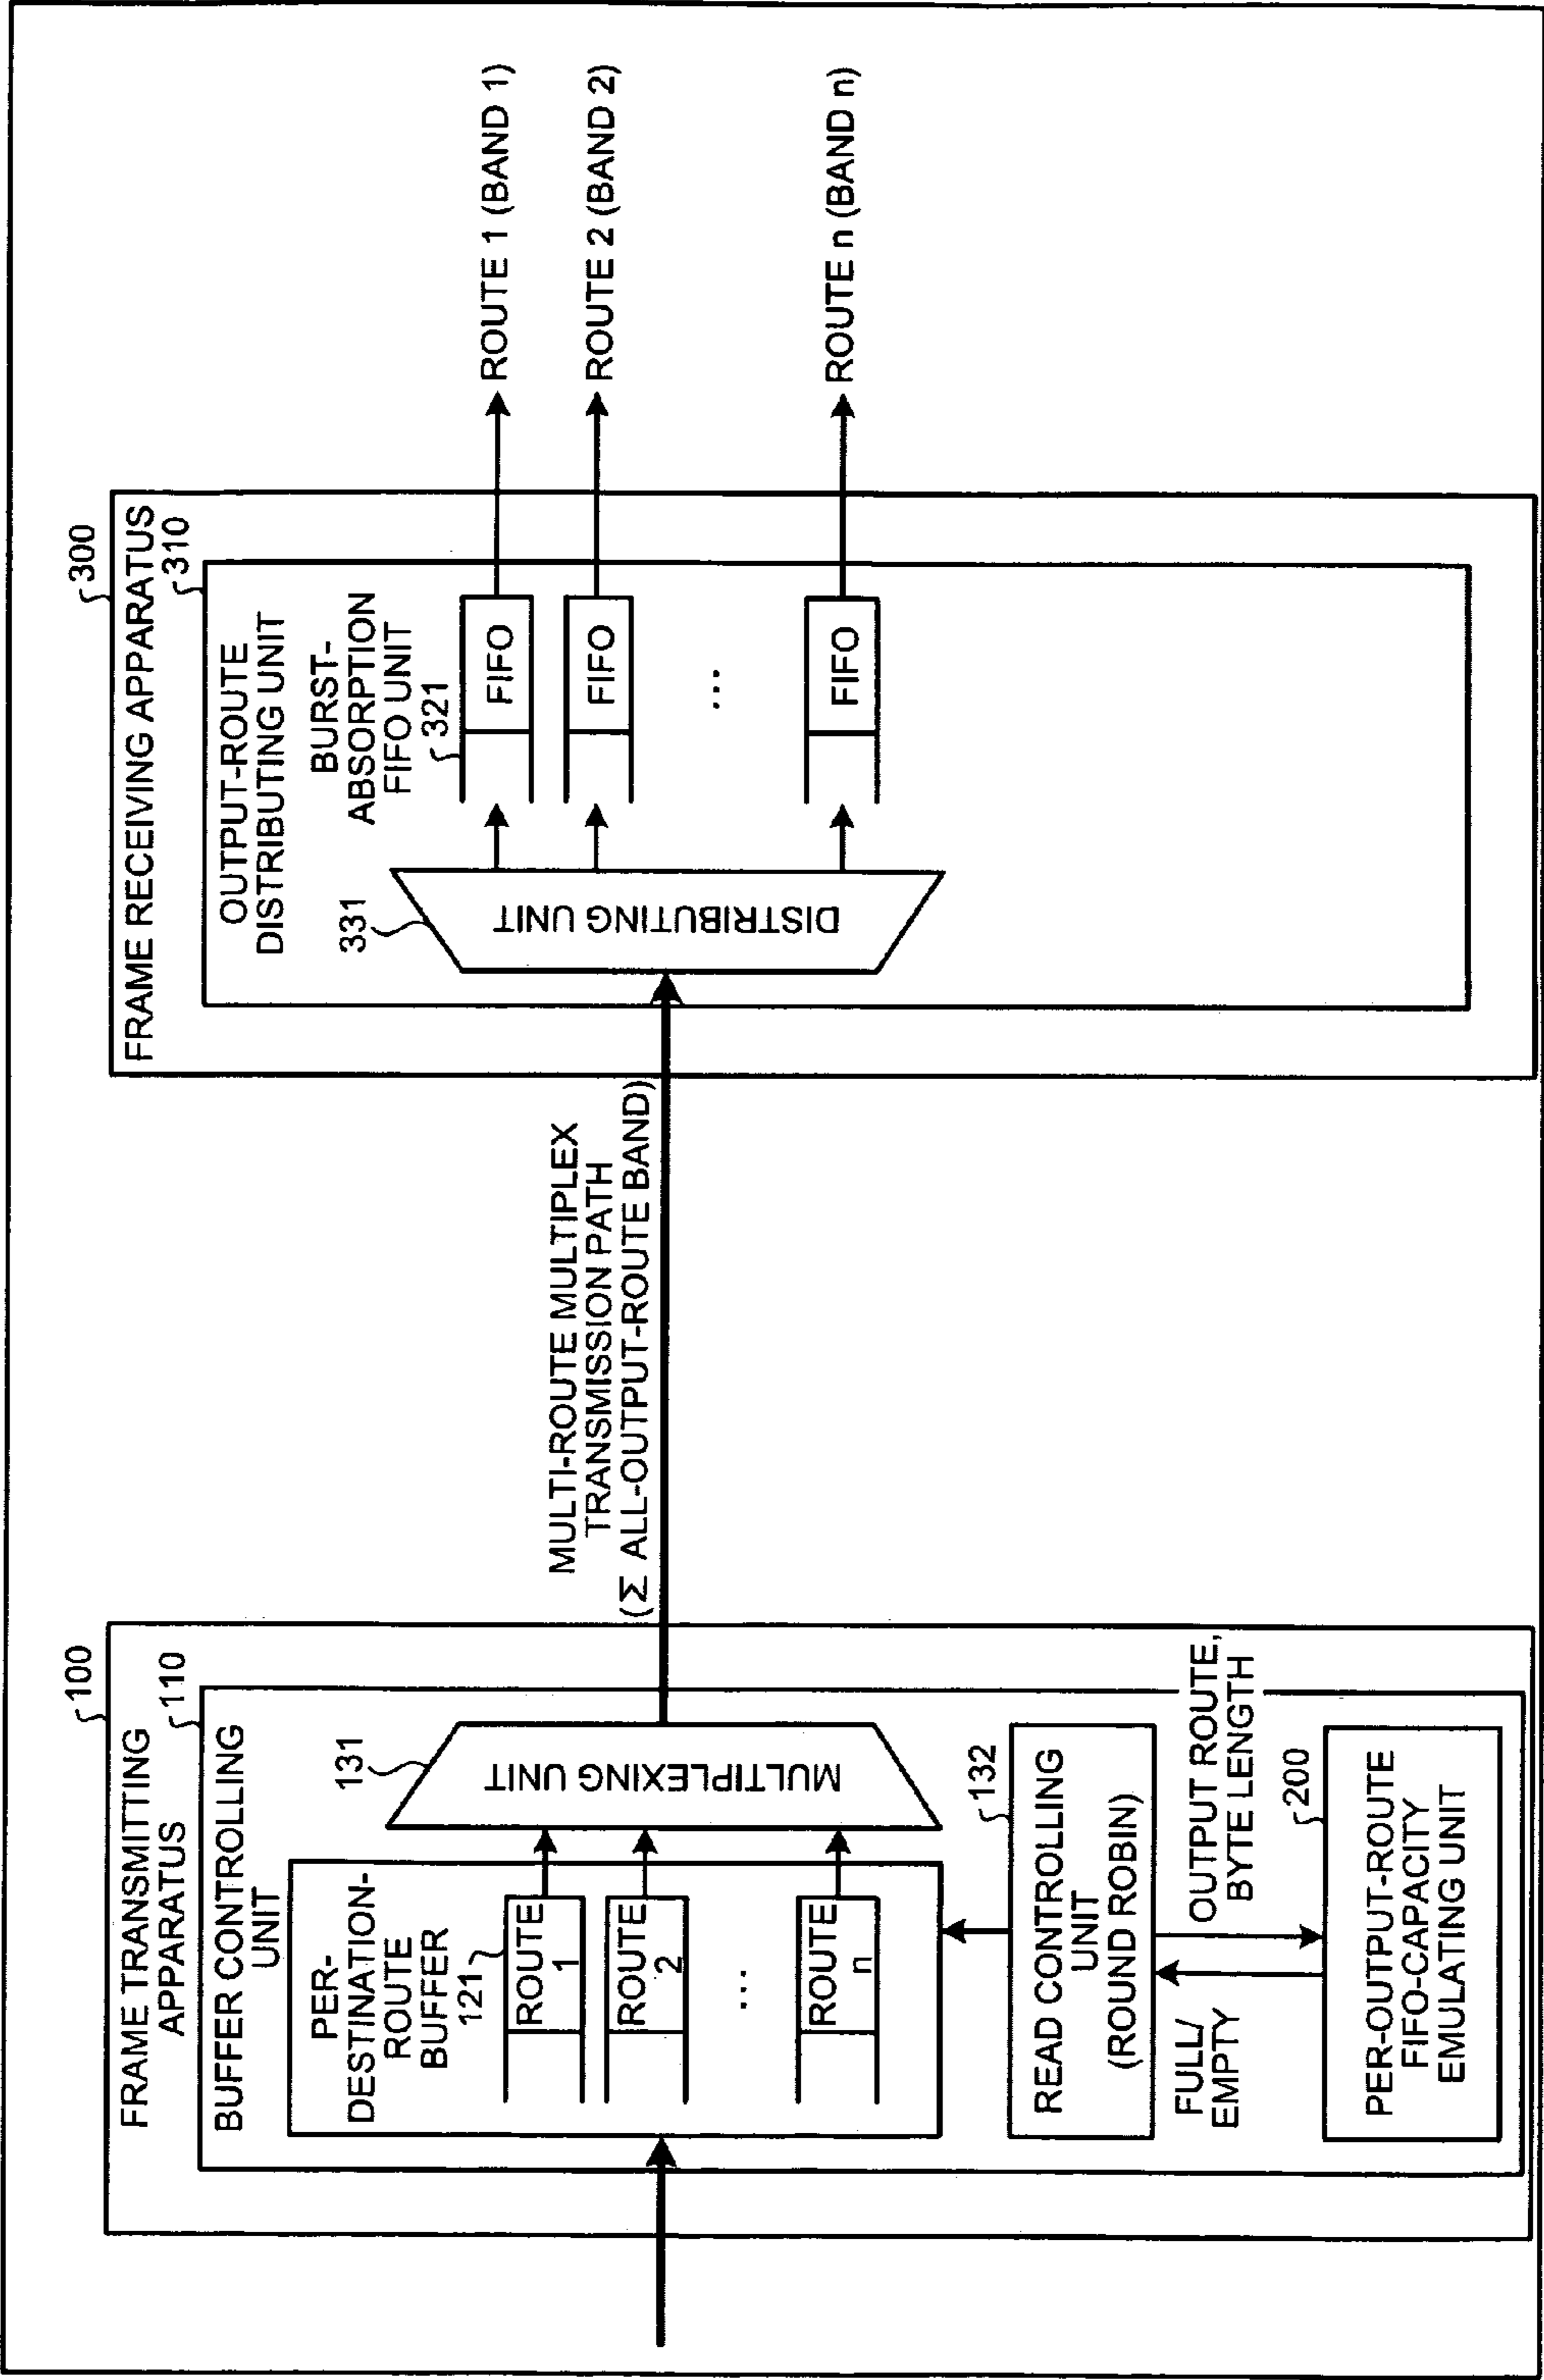 FRAME TRANSMITTING
APPARATUS
100
BUFFER CONTROLLING
UNIT
110
PER-
DESTINATION-
ROUTE
BUFFER
121
ROUTE
1
ROUTE
2
...
ROUTE
n
131
MULTIPLEXING UNIT
132
READ CONTROLLING
UNIT
(ROUND ROBIN)
FULL/
EMPTY
OUTPUT ROUTE,
BYTE LENGTH
200
PER-OUTPUT-ROUTE
FIFO-CAPACITY
EMULATING UNIT
MULTI-ROUTE MULTIPLEX
TRANSMISSION PATH
(Σ ALL-OUTPUT-ROUTE BAND)
300
FRAME RECEIVING APPARATUS
310
OUTPUT-ROUTE
DISTRIBUTING UNIT
331
DISTRIBUTING UNIT
BURST-
ABSORPTION
FIFO UNIT
321
FIFO
FIFO
...
FIFO
ROUTE 1 (BAND 1)
ROUTE 2 (BAND 2)
ROUTE n (BAND n)